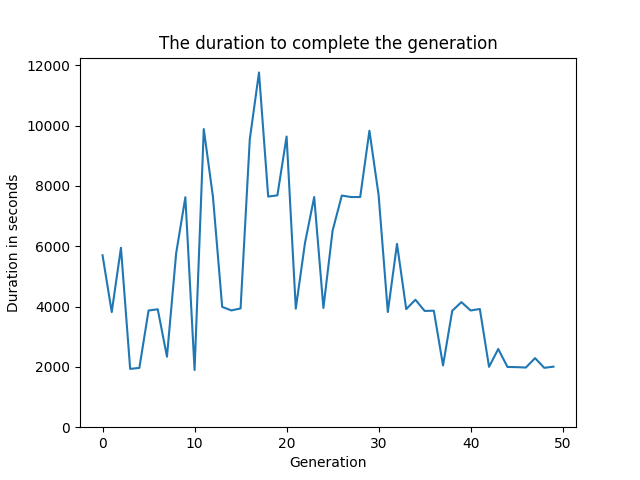 The duration to complete the generation
12000
10000
8000
6000
4000
2000
0
Duration in seconds
0 10 20 30 40 50
Generation